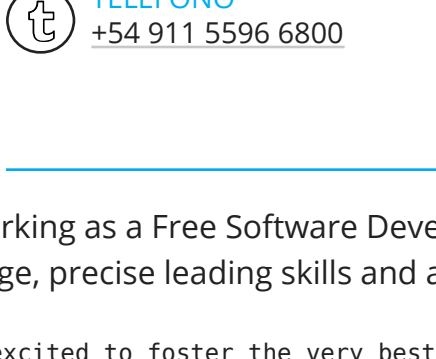 TELÉFONO
+54 911 5596 6800
rking as a Free Software Deve
ge, precise leading skills and a
excited to foster the very best